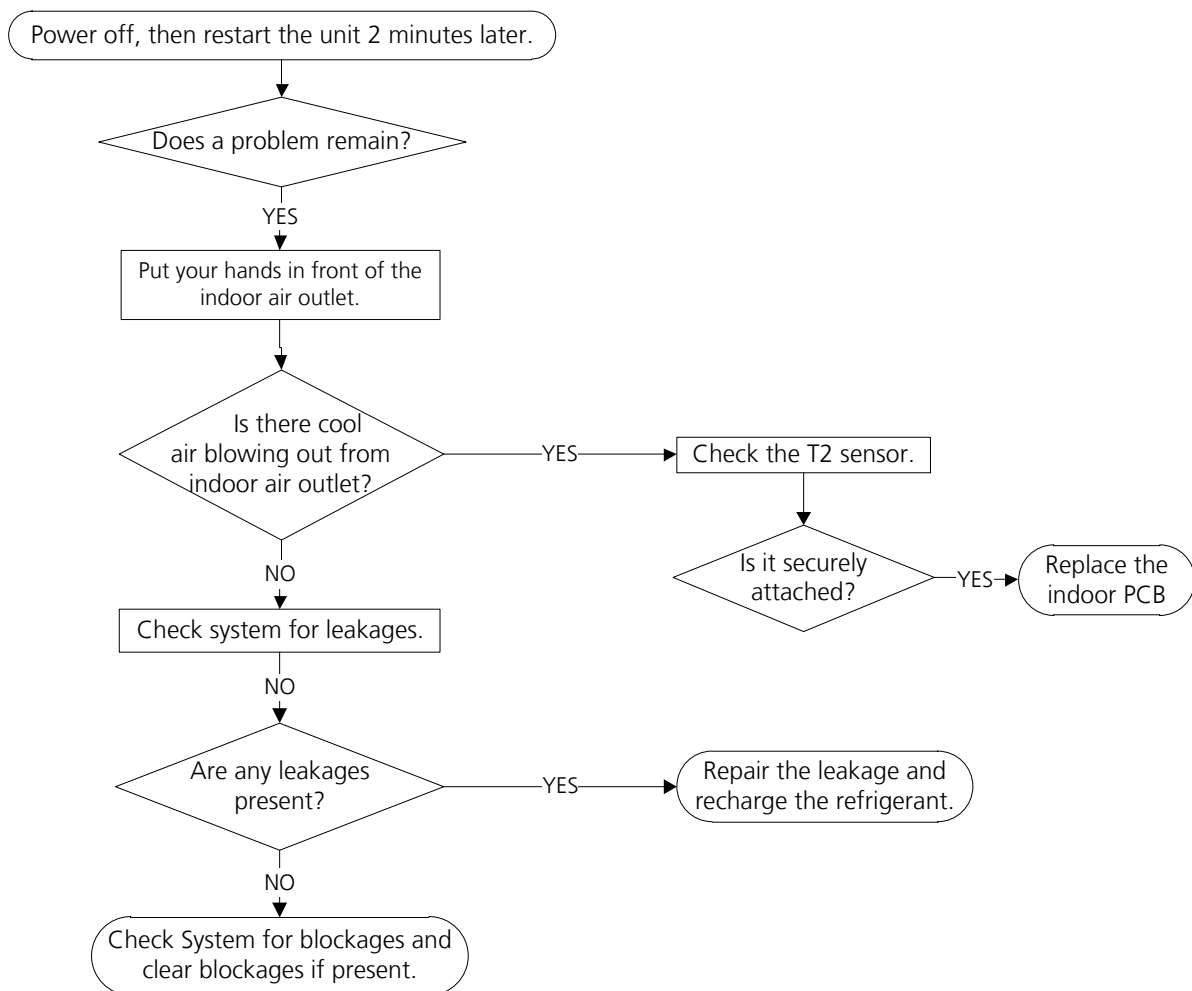 Power off, then restart the unit 2 minutes later.
Does a problem remain?
YES
Put your hands in front of the
indoor air outlet.
Is there cool
air blowing out from
indoor air outlet?
YES
Check the T2 sensor.
Is it securely
attached?
YES
Replace the
indoor PCB
NO
Check system for leakages.
NO
Are any leakages
present?
YES
Repair the leakage and
recharge the refrigerant.
NO
Check System for blockages and
clear blockages if present.